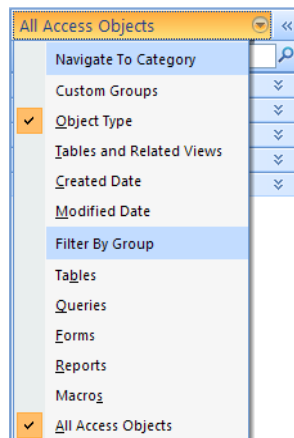 All Access Objects
Navigate To Category
Custom Groups
Object Type
Tables and Related Views
Created Date
Modified Date
Filter By Group
Tables
Queries
Forms
Reports
Macros
All Access Objects